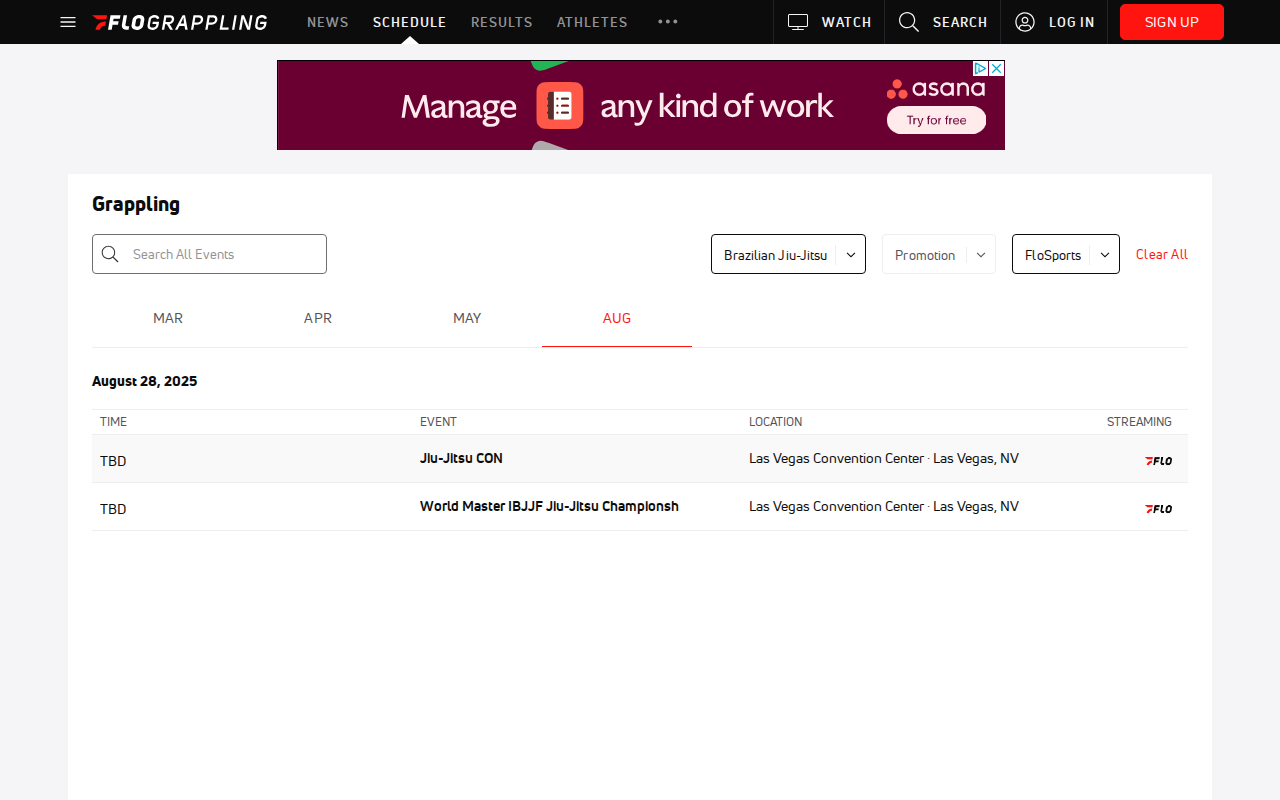 FLOGRAPPLING NEWS SCHEDULE RESULTS ATHLETES ••• WATCH SEARCH LOG IN SIGN UP
Manage any kind of work asana
Try for free
Grappling
Search All Events Brazilian Jiu-Jitsu Promotion FloSports Clear All
MAR APR MAY AUG
August 28, 2025
TIME EVENT LOCATION STREAMING
TBD Jiu-Jitsu CON Las Vegas Convention Center · Las Vegas, NV FLO
TBD World Master IBJJF Jiu-Jitsu Championsh Las Vegas Convention Center · Las Vegas, NV FLO